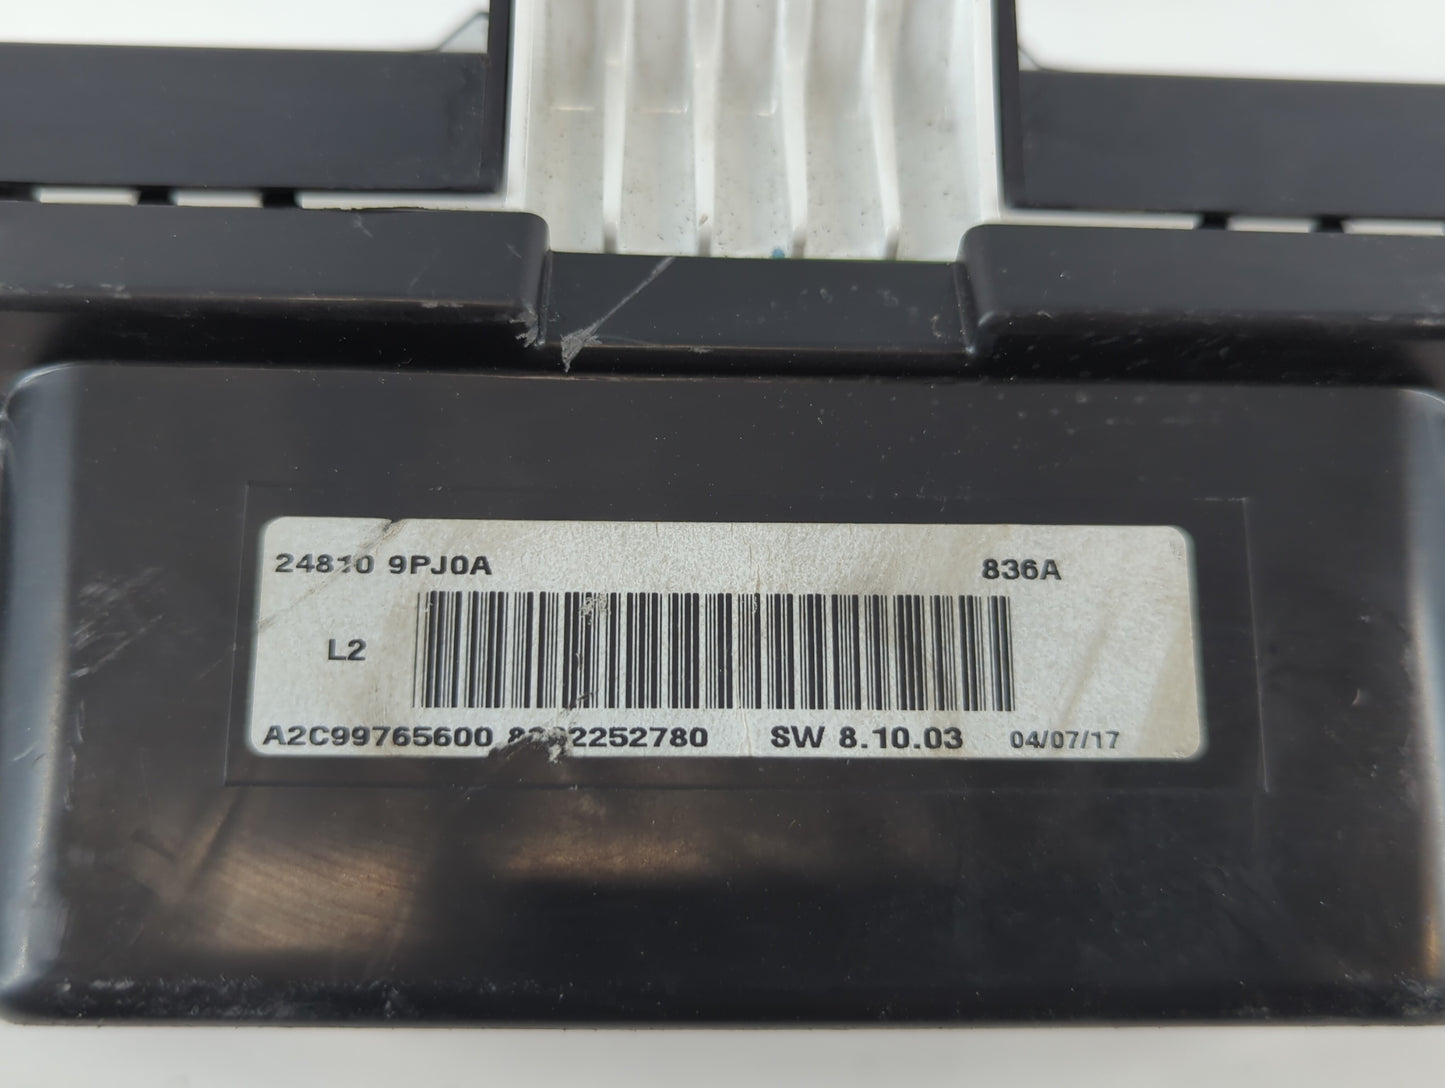 24810 9PJ0A 836A
L2
A2C99765600 SW 8.10.03 04/07/17